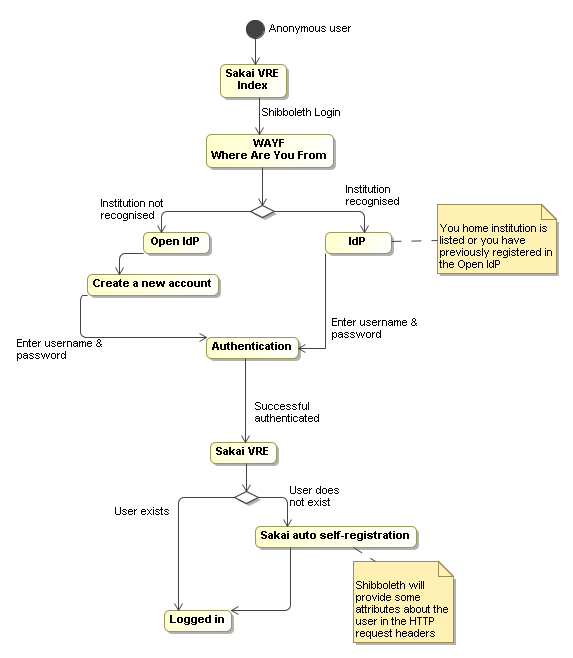 Anonymous user
Sakai VRE
Index
Shibboleth Login
WAYF
Where Are You From
Institution not
recognised
Institution
recognised
Open IdP
IdP
You home institution is
listed or you have
previously registered in
the Open IdP
Create a new account
Enter username &
password
Enter username &
password
Authentication
Successful
authenticated
Sakai VRE
User exists
User does
not exist
Sakai auto self-registration
Shibboleth will
provide some
attributes about the
user in the HTTP
request headers
Logged in